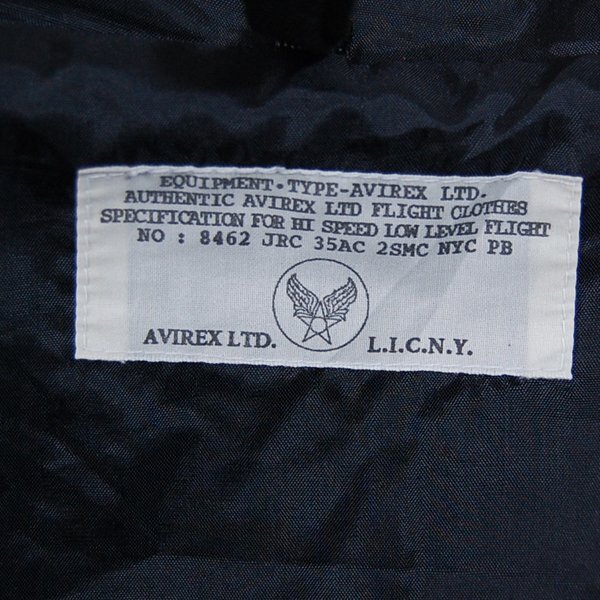 EQUIPMENT·TYPE-AVIREX LTD.
AUTHENTIC AVIREX LTD FLIGHT CLOTHES
SPECIFICATION FOR HI SPEED LOW LEVEL FLIGHT
NO : 8462 JRC 35AC 2SMC NYC PB
AVIREX LTD. L.I.C.N.Y.